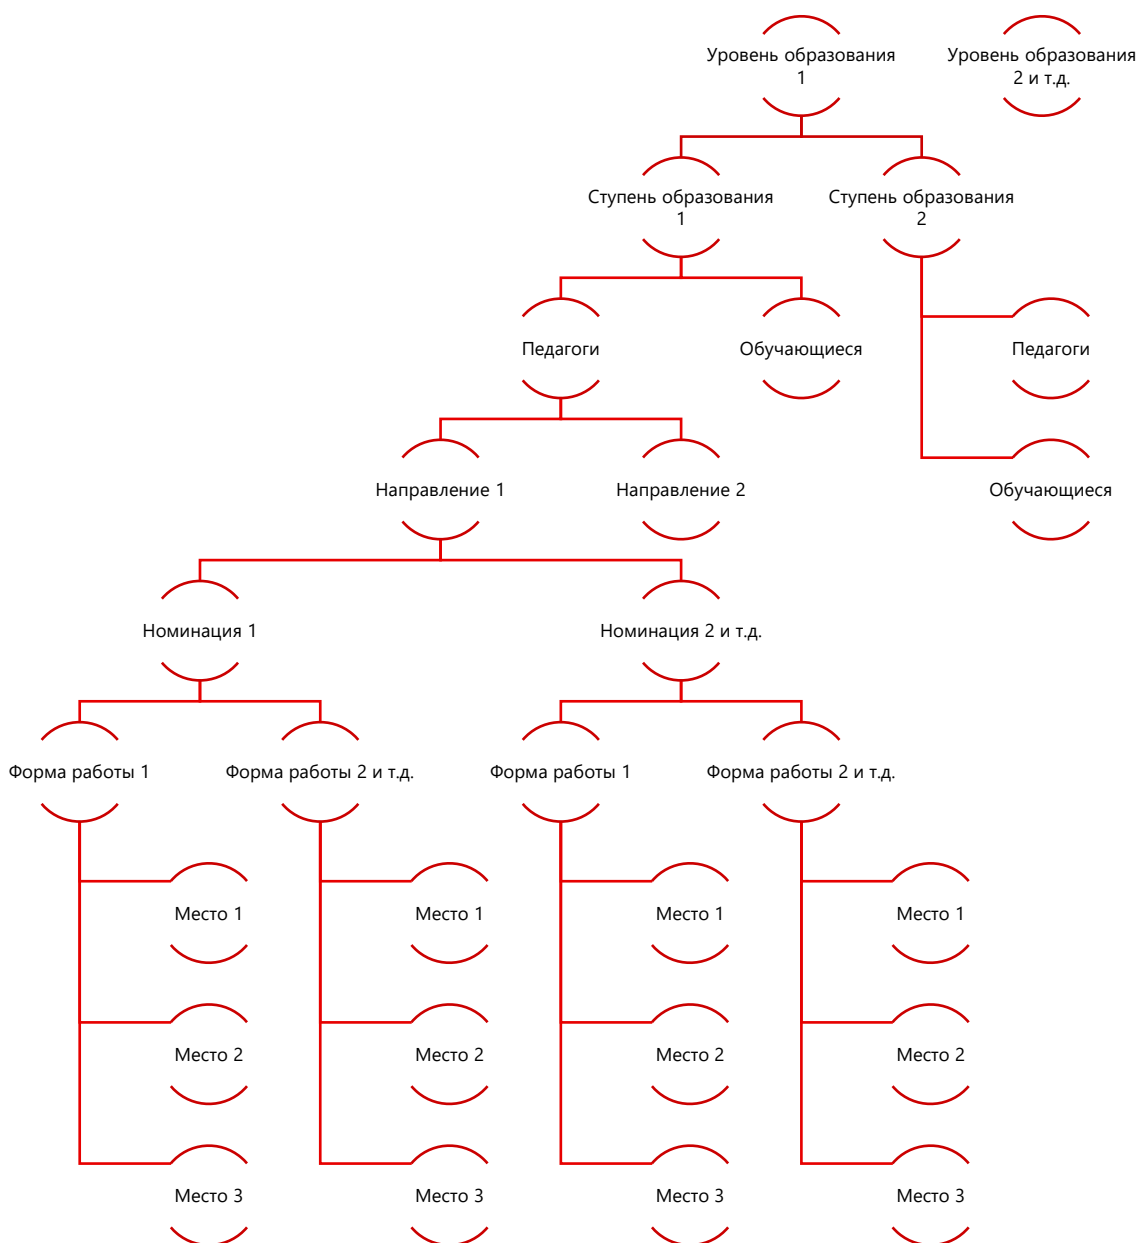 Уровень образования
1
Уровень образования
2 и т.д.
Ступень образования
1
Ступень образования
2
Педагоги
Обучающиеся
Педагоги
Направление 1
Направление 2
Обучающиеся
Номинация 1
Номинация 2 и т.д.
Форма работы 1
Форма работы 2 и т.д.
Форма работы 1
Форма работы 2 и т.д.
Место 1
Место 1
Место 1
Место 1
Место 2
Место 2
Место 2
Место 2
Место 3
Место 3
Место 3
Место 3